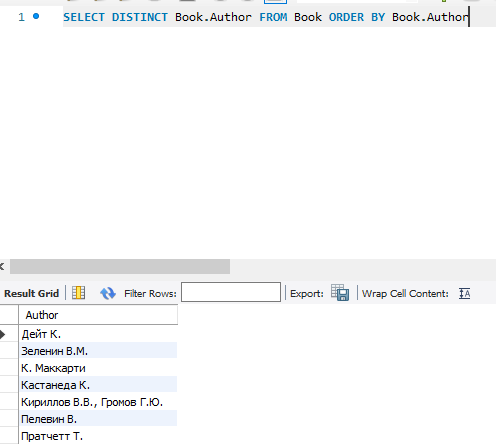 1 SELECT DISTINCT Book.Author FROM Book ORDER BY Book.Author
Result Grid Filter Rows: Export: Wrap Cell Content:
Author
Дейт К.
Зеленин В.М.
К. Маккарти
Кастанеда К.
Кириллов В.В., Громов Г.Ю.
Пелевин В.
Пратчетт Т.